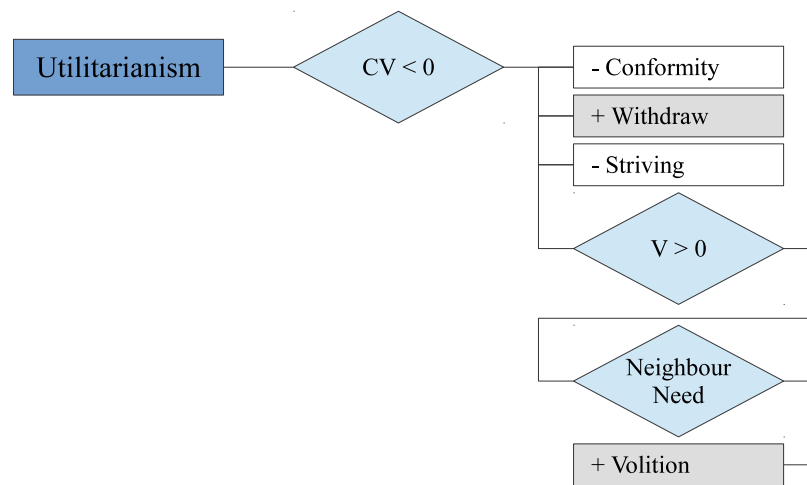 Utilitarianism
CV < 0
- Conformity
+ Withdraw
- Striving
V > 0
Neighbour
Need
+ Volition